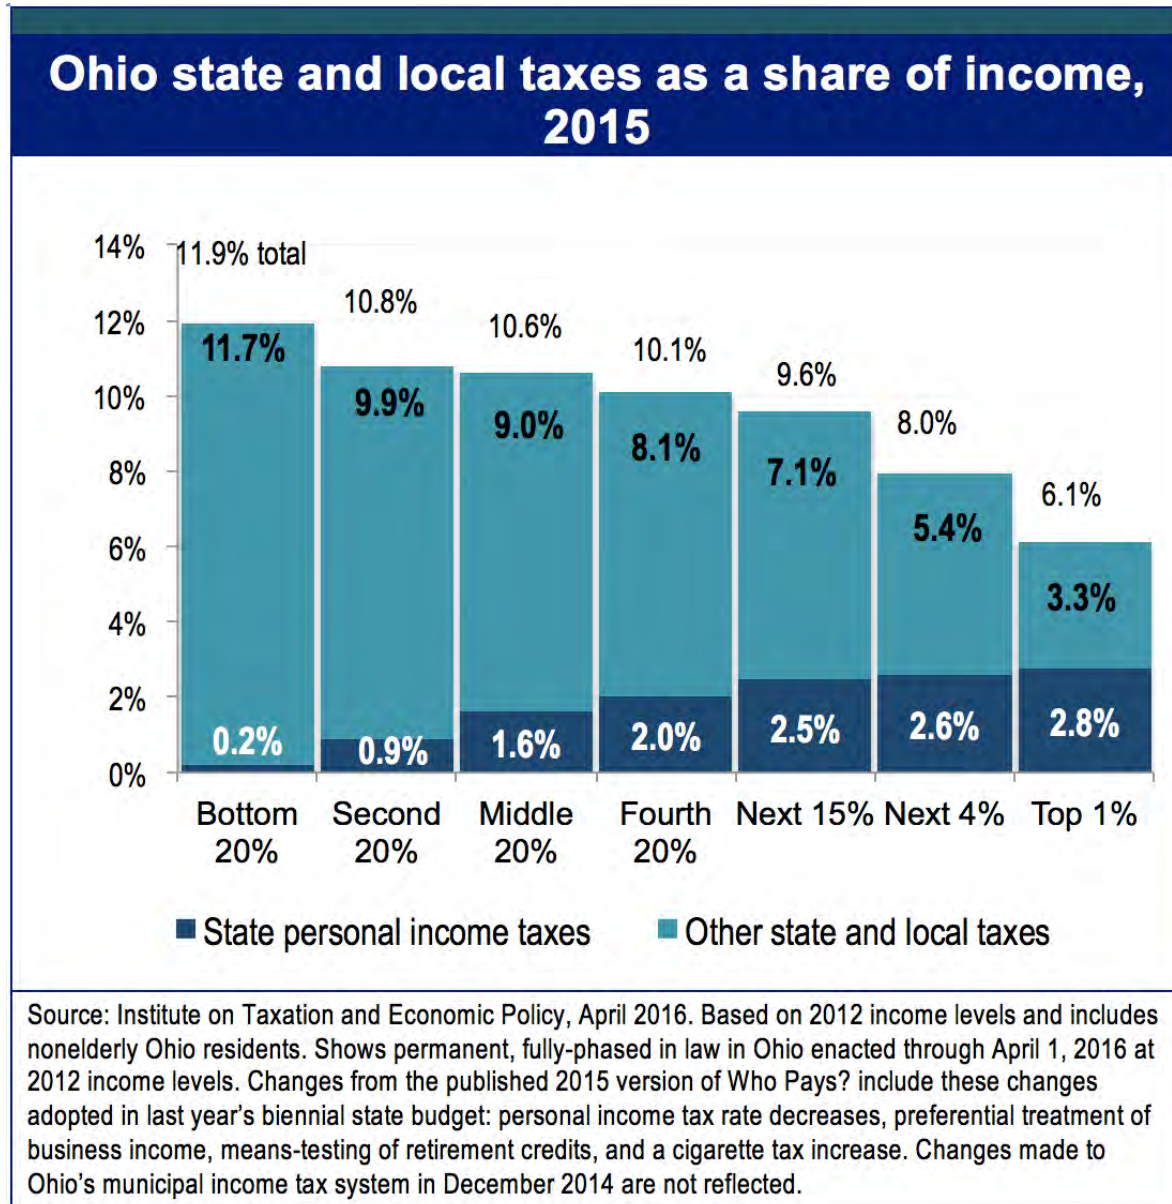 Ohio state and local taxes as a share of income,
2015
14%
12%
10%
8%
6%
4%
2%
0%
11.9% total
10.8%
10.6%
10.1%
9.6%
8.0%
6.1%
11.7%
9.9%
9.0%
8.1%
7.1%
5.4%
3.3%
0.2%
0.9%
1.6%
2.0%
2.5%
2.6%
2.8%
Bottom 20%
Second 20%
Middle 20%
Fourth 20%
Next 15%
Next 4%
Top 1%
State personal income taxes
Other state and local taxes
Source: Institute on Taxation and Economic Policy, April 2016. Based on 2012 income levels and includes
nonelderly Ohio residents. Shows permanent, fully-phased in law in Ohio enacted through April 1, 2016 at
2012 income levels. Changes from the published 2015 version of Who Pays? include these changes
adopted in last year's biennial state budget: personal income tax rate decreases, preferential treatment of
business income, means-testing of retirement credits, and a cigarette tax increase. Changes made to
Ohio's municipal income tax system in December 2014 are not reflected.